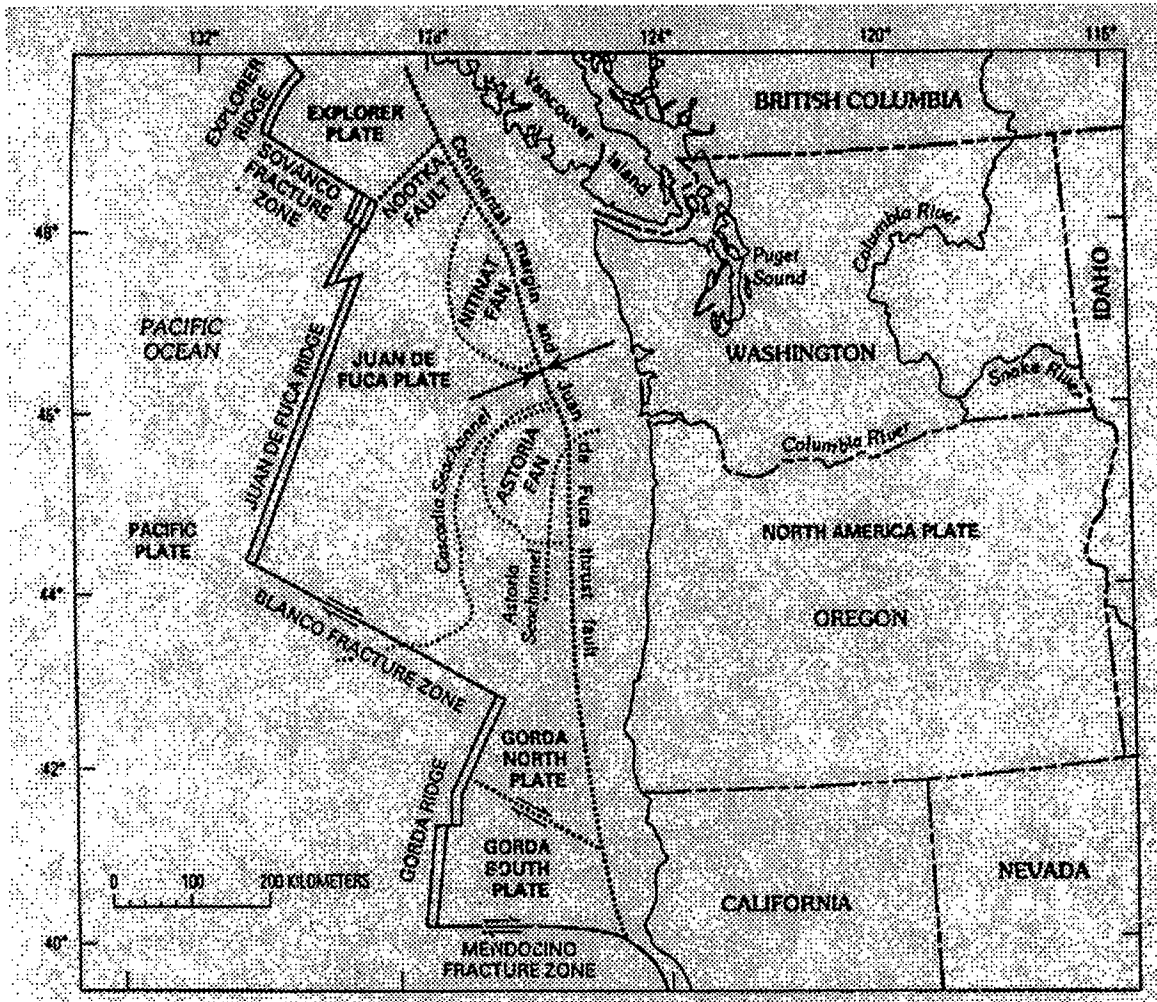 132°
128°
124°
120°
116°
EXPLORER
RIDGE
EXPLORER
PLATE
Vancouver
Island
BRITISH COLUMBIA
SOVANCO
FRACTURE
ZONE
NOOTKA
FAULT
Continental margin and Juan de Fuca thrust fault
48°
Columbia River
Puget
Sound
IDAHO
NITINAT
FAN
PACIFIC
OCEAN
JUAN DE FUCA RIDGE
JUAN DE
FUCA PLATE
WASHINGTON
Snake River
46°
Cascadia Seachannel
ASTORIA
FAN
Columbia River
PACIFIC
PLATE
NORTH AMERICA PLATE
Astoria
Seachannel
44°
BLANCO FRACTURE ZONE
OREGON
GORDA
NORTH
PLATE
42°
GORDA RIDGE
GORDA
SOUTH
PLATE
0 100 200 KILOMETERS
NEVADA
CALIFORNIA
40°
MENDOCINO
FRACTURE ZONE